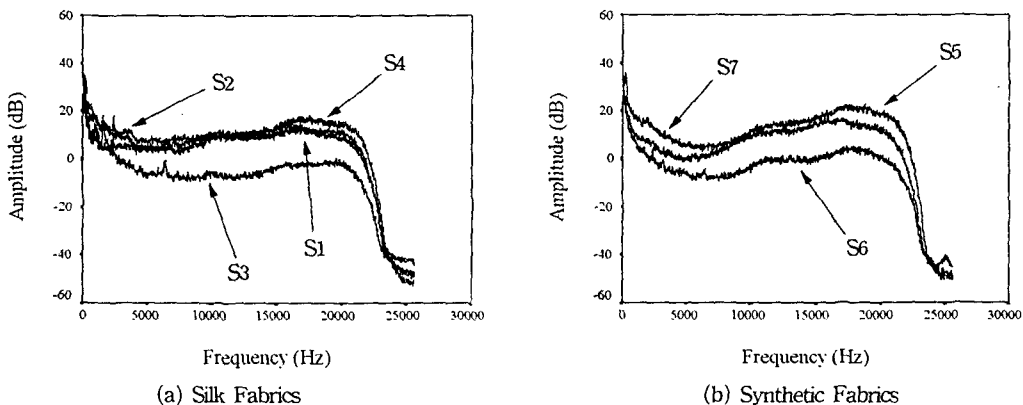 60
40
20
0
-20
-40
-60
Amplitude (dB)
S2
S4
S3
S1
0 5000 10000 15000 20000 25000 30000
Frequency (Hz)
(a) Silk Fabrics
60
40
20
0
-20
-40
-60
Amplitude (dB)
S7
S5
S6
0 5000 10000 15000 20000 25000 30000
Frequency (Hz)
(b) Synthetic Fabrics